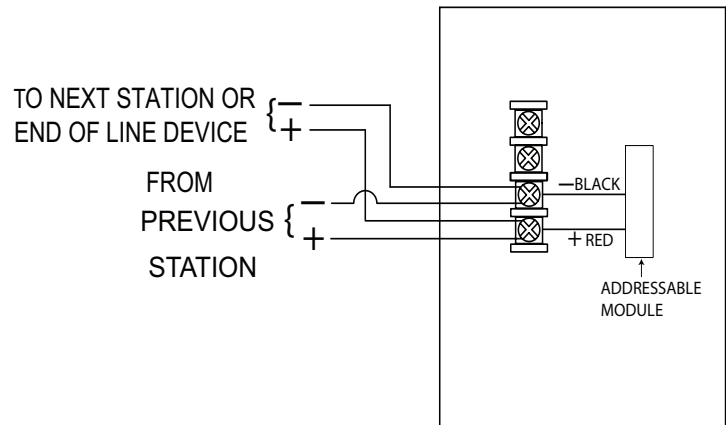 TO NEXT STATION OR
END OF LINE DEVICE
{ −
+
FROM
PREVIOUS
STATION
{ −
+
−BLACK
+ RED
ADDRESSABLE
MODULE